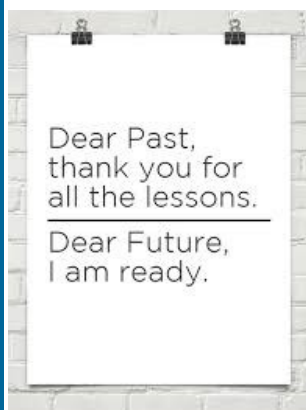 Dear Past,
thank you for
all the lessons.
Dear Future,
I am ready.